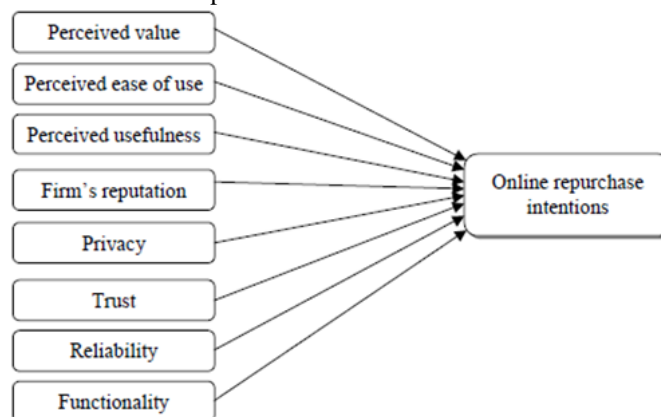 Perceived value
Perceived ease of use
Perceived usefulness
Firm's reputation
Privacy
Trust
Reliability
Functionality
Online repurchase
intentions